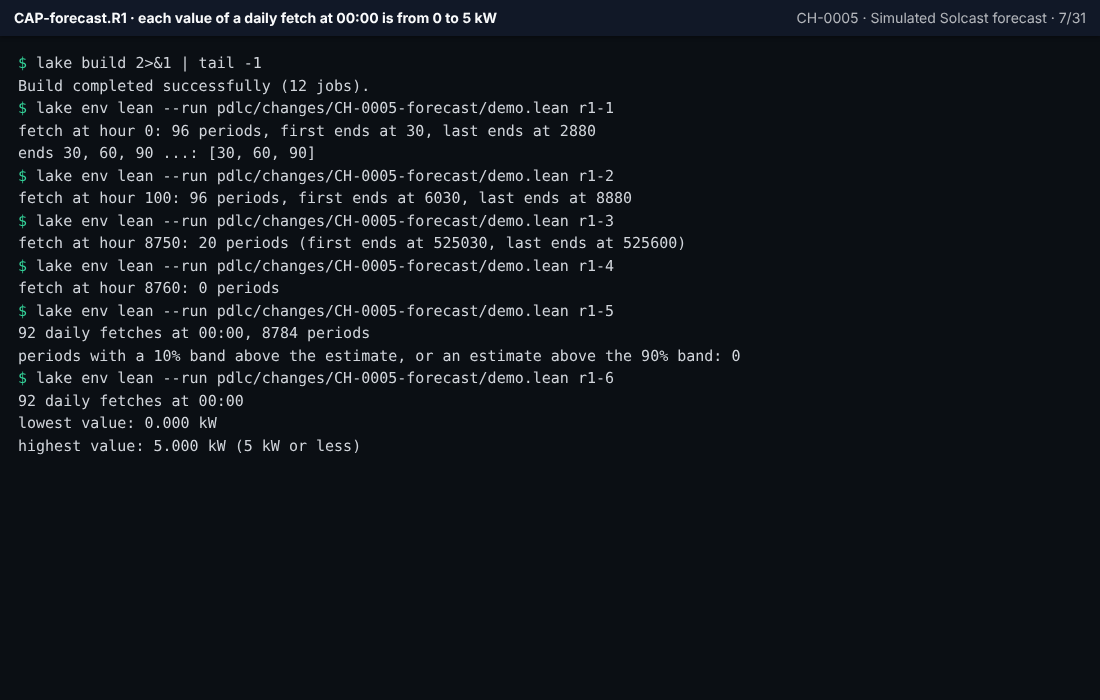 CAP-forecast.R1 · each value of a daily fetch at 00:00 is from 0 to 5 kW
CH-0005 · Simulated Solcast forecast · 7/31
$ lake build 2>&1 | tail -1
Build completed successfully (12 jobs).
$ lake env lean --run pdlc/changes/CH-0005-forecast/demo.lean r1-1
fetch at hour 0: 96 periods, first ends at 30, last ends at 2880
ends 30, 60, 90 ...: [30, 60, 90]
$ lake env lean --run pdlc/changes/CH-0005-forecast/demo.lean r1-2
fetch at hour 100: 96 periods, first ends at 6030, last ends at 8880
$ lake env lean --run pdlc/changes/CH-0005-forecast/demo.lean r1-3
fetch at hour 8750: 20 periods (first ends at 525030, last ends at 525600)
$ lake env lean --run pdlc/changes/CH-0005-forecast/demo.lean r1-4
fetch at hour 8760: 0 periods
$ lake env lean --run pdlc/changes/CH-0005-forecast/demo.lean r1-5
92 daily fetches at 00:00, 8784 periods
periods with a 10% band above the estimate, or an estimate above the 90% band: 0
$ lake env lean --run pdlc/changes/CH-0005-forecast/demo.lean r1-6
92 daily fetches at 00:00
lowest value: 0.000 kW
highest value: 5.000 kW (5 kW or less)